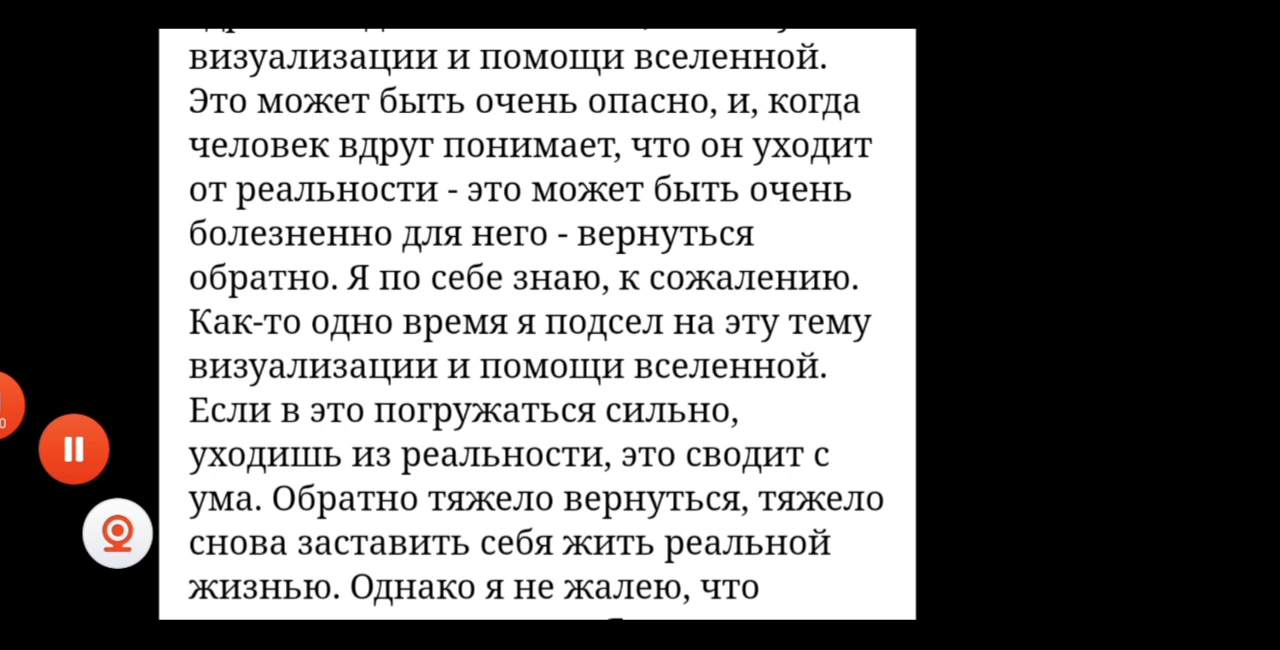 визуализации и помощи вселенной.
Это может быть очень опасно, и, когда
человек вдруг понимает, что он уходит
от реальности - это может быть очень
болезненно для него - вернуться
обратно. Я по себе знаю, к сожалению.
Как-то одно время я подсел на эту тему
визуализации и помощи вселенной.
Если в это погружаться сильно,
уходишь из реальности, это сводит с
ума. Обратно тяжело вернуться, тяжело
снова заставить себя жить реальной
жизнью. Однако я не жалею, что